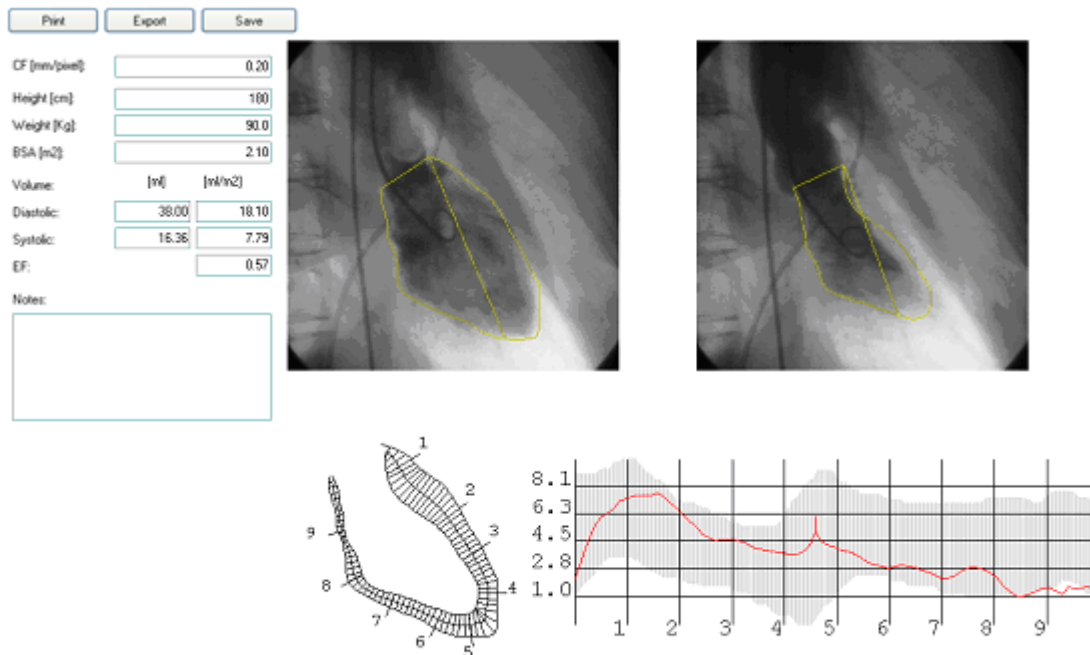 Print Export Save
CF [mm/pixel]: 0.20
Height [cm]: 180
Weight [Kg]: 90.0
BSA [m2]: 2.10
Volume: [ml] [ml/m2]
Diastolic: 38.00 18.10
Systolic: 16.36 7.79
EF: 0.57
Notes:
1
2
3
4
5
6
7
8
9
8.1
6.3
4.5
2.8
1.0
1 2 3 4 5 6 7 8 9